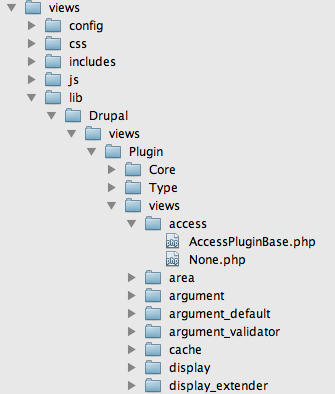 views
config
css
includes
js
lib
Drupal
views
Plugin
Core
Type
views
access
AccessPluginBase.php
None.php
area
argument
argument_default
argument_validator
cache
display
display_extender